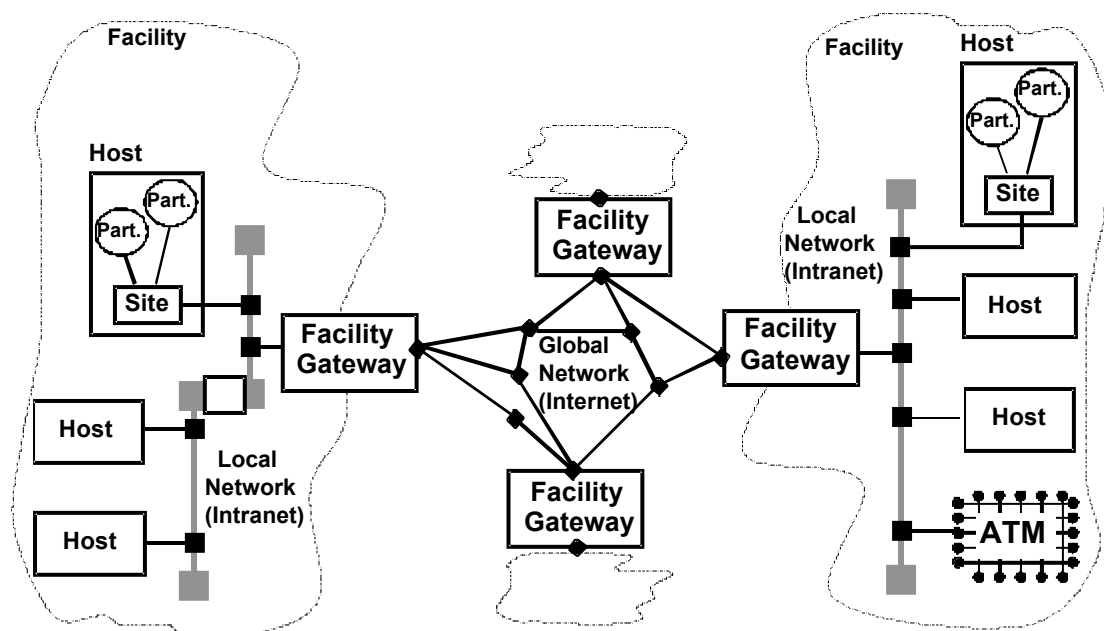 Facility
Host
Part.
Part.
Site
Facility
Gateway
Host
Host
Local
Network
(Intranet)
Facility
Gateway
Global
Network
(Internet)
Facility
Gateway
Facility
Host
Part.
Part.
Site
Local
Network
(Intranet)
Facility
Gateway
Host
Host
ATM